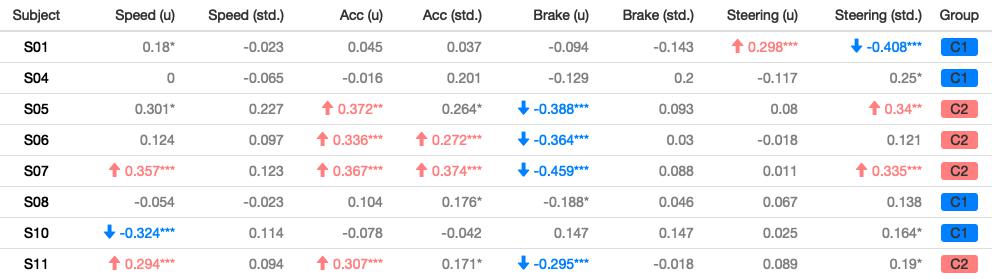 Subject Speed (u) Speed (std.) Acc (u) Acc (std.) Brake (u) Brake (std.) Steering (u) Steering (std.) Group
S01 0.18* -0.023 0.045 0.037 -0.094 -0.143 ↑ 0.298*** ↓ -0.408*** C1
S04 0 -0.065 -0.016 0.201 -0.129 0.2 -0.117 0.25* C1
S05 0.301* 0.227 ↑ 0.372** 0.264* ↓ -0.388*** 0.093 0.08 ↑ 0.34** C2
S06 0.124 0.097 ↑ 0.336*** ↑ 0.272*** ↓ -0.364*** 0.03 -0.018 0.121 C2
S07 ↑ 0.357*** 0.123 ↑ 0.367*** ↑ 0.374*** ↓ -0.459*** 0.088 0.011 ↑ 0.335*** C2
S08 -0.054 -0.023 0.104 0.176* -0.188* 0.046 0.067 0.138 C1
S10 ↓ -0.324*** 0.114 -0.078 -0.042 0.147 0.147 0.025 0.164* C1
S11 ↑ 0.294*** 0.094 ↑ 0.307*** 0.171* ↓ -0.295*** -0.018 0.089 0.19* C2